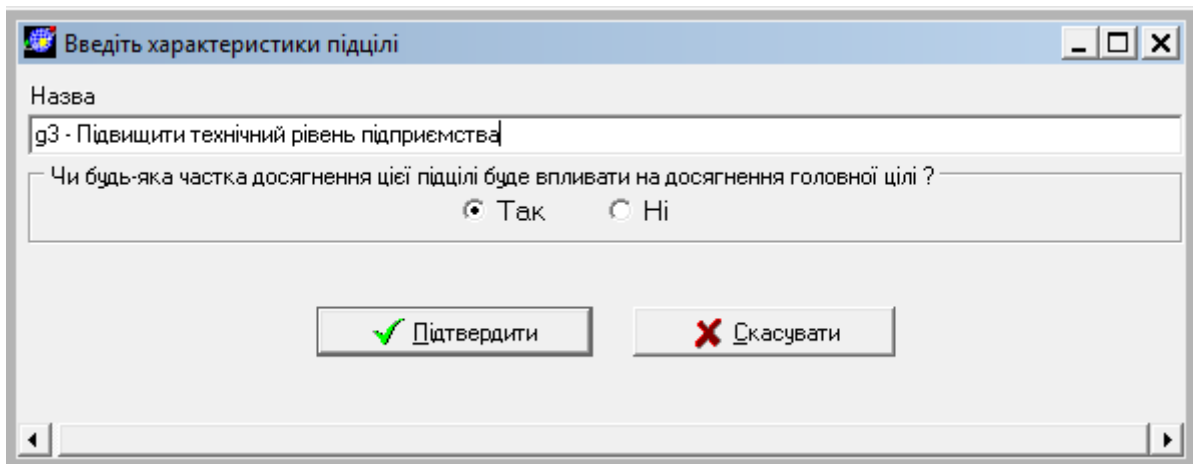 Введіть характеристики підцілі
Назва
g3 - Підвищити технічний рівень підприємства
Чи будь-яка частка досягнення цієї підцілі буде впливати на досягнення головної цілі ?
Так Ні
Підтвердити Скасувати